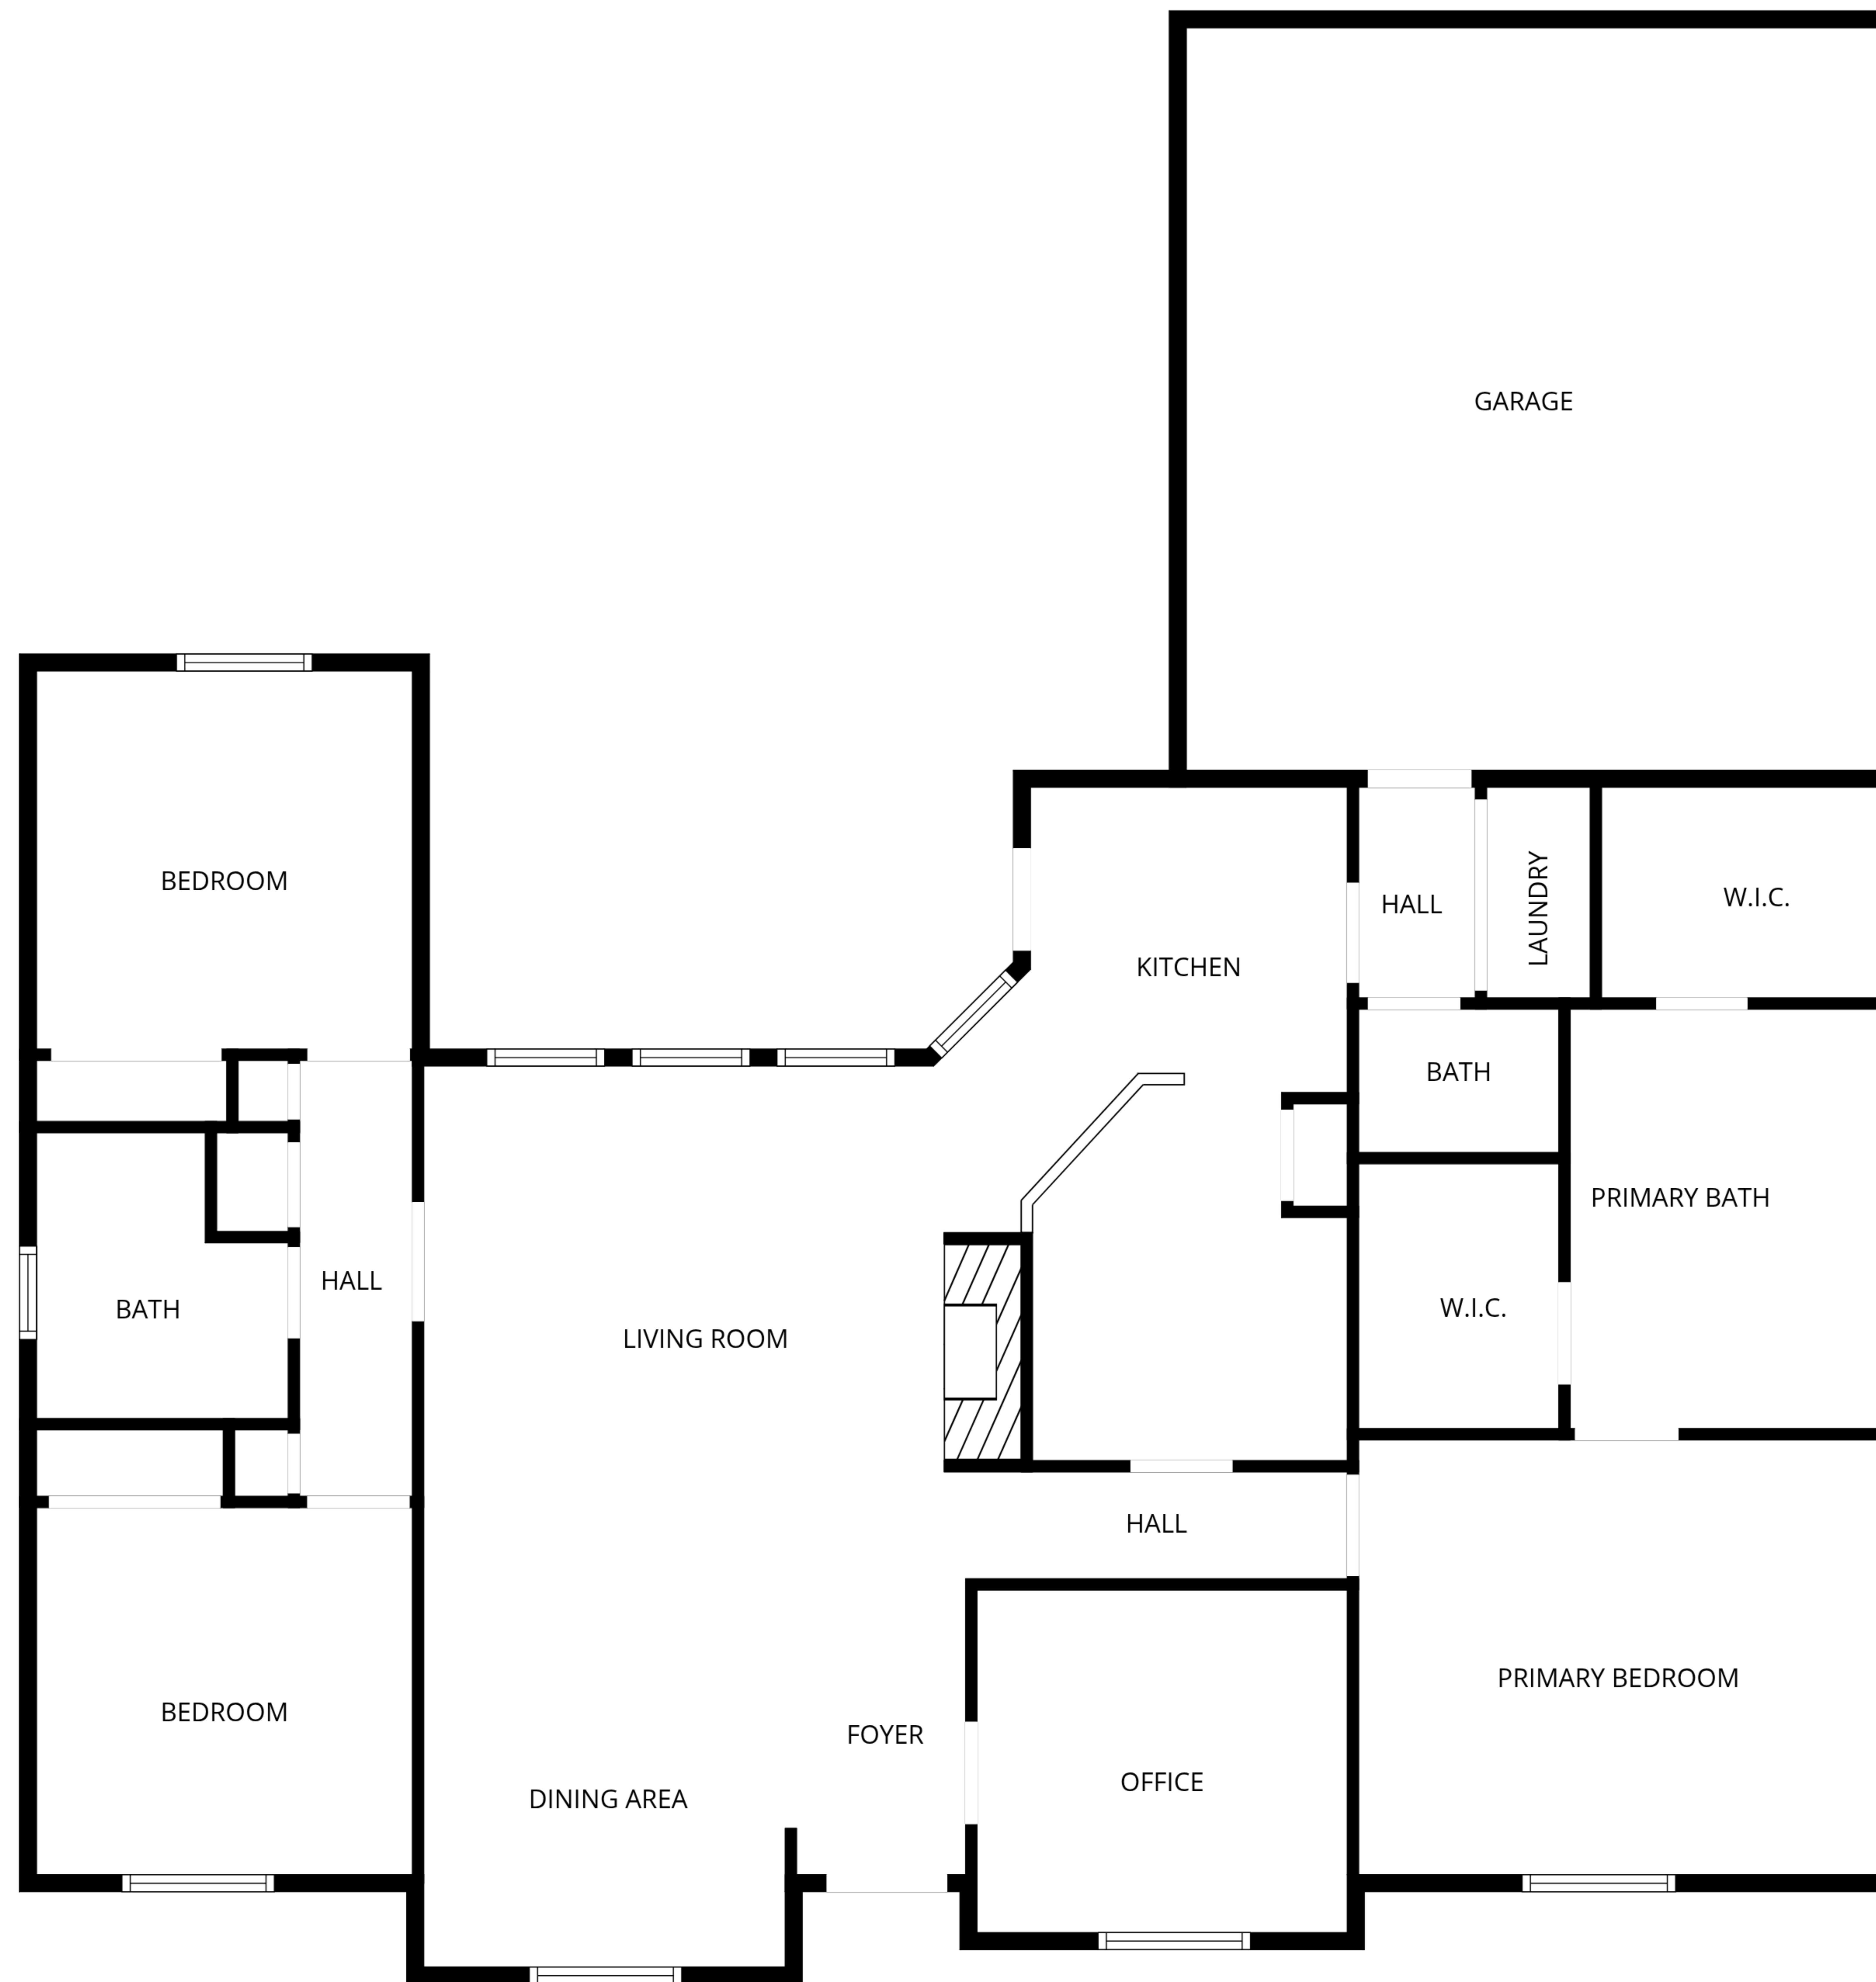 GARAGE
BEDROOM
W.I.C.
HALL
LAUNDRY
KITCHEN
BATH
PRIMARY BATH
HALL
BATH
W.I.C.
LIVING ROOM
HALL
PRIMARY BEDROOM
BEDROOM
FOYER
OFFICE
DINING AREA